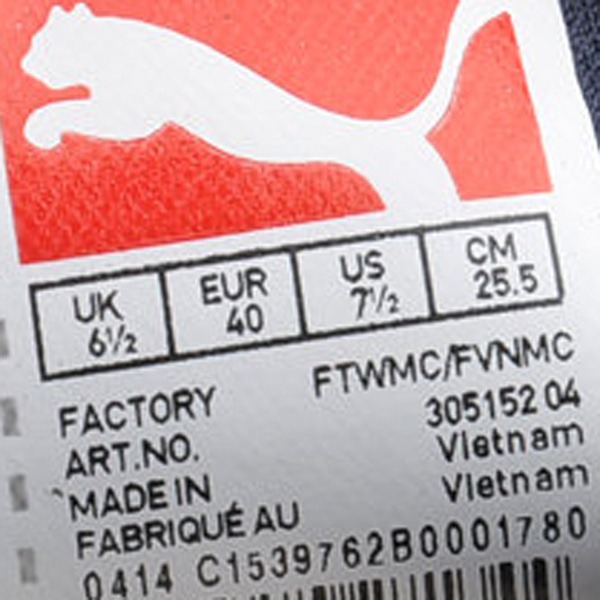 UK EUR US CM
6½ 40 7½ 25.5
FACTORY FTWMC/FVNMC
ART.NO. 305152 04
MADE IN Vietnam
FABRIQUÉ AU Vietnam
0414 C1539762B0001780